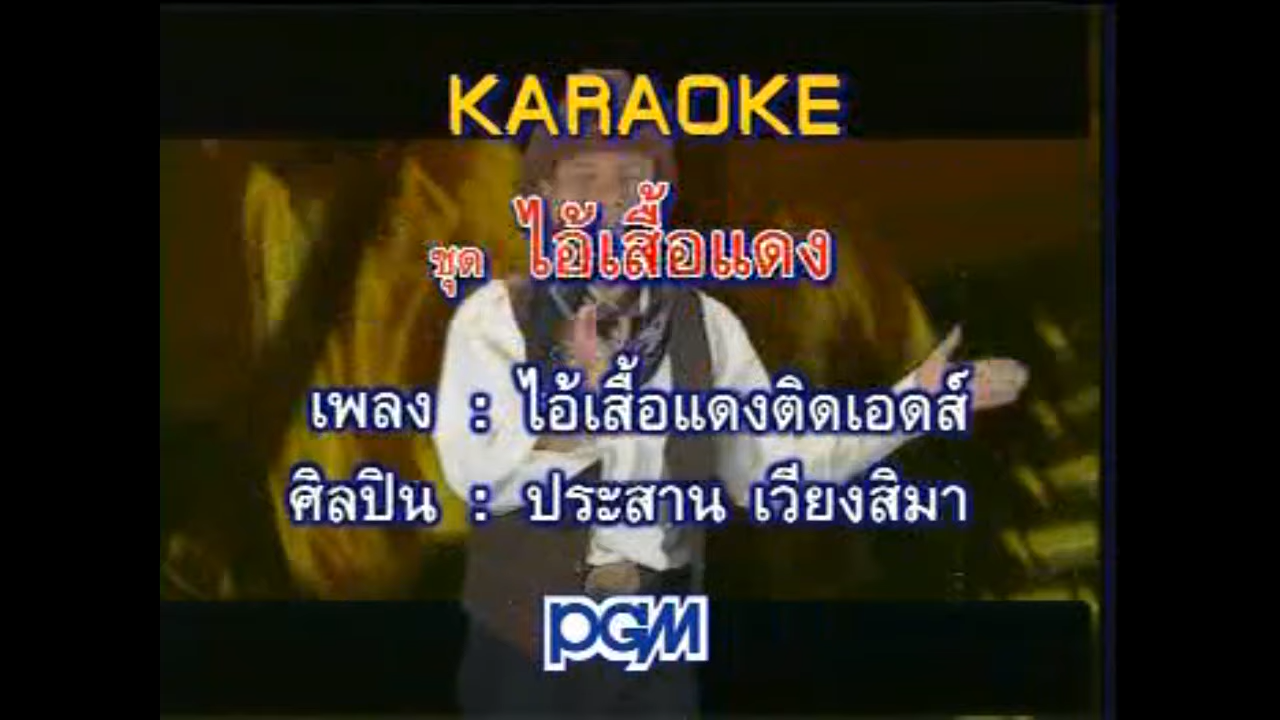 KARAOKE
ชุด ไอ้เสื้อแดง
เพลง : ไอ้เสื้อแดงติดเอดส์
ศิลปิน : ประสาน เวียงสิมา
PGM